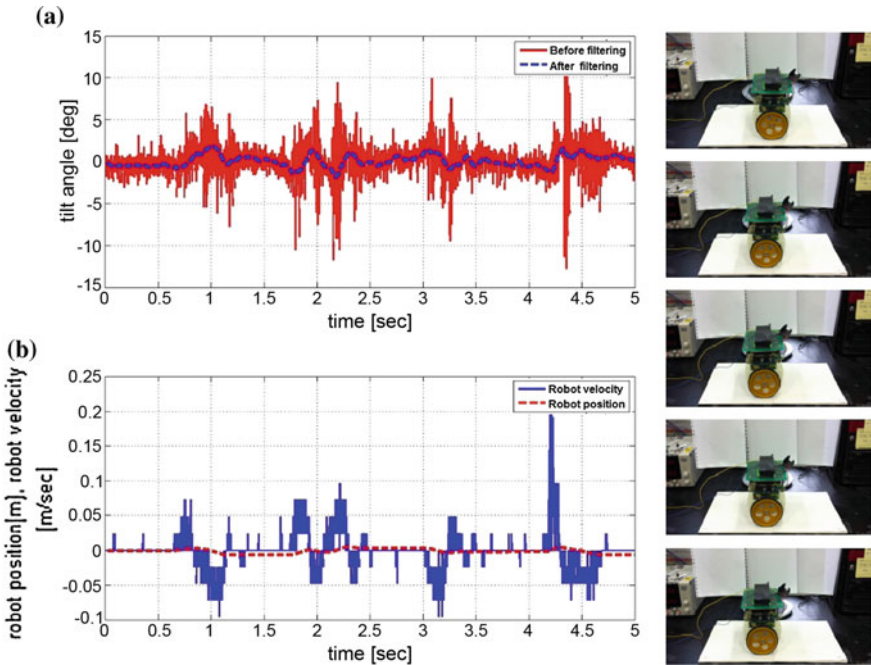 (a)
15
10
5
0
-5
-10
-15
tilt angle [deg]
Before filtering
After filtering
0 0.5 1 1.5 2 2.5 3 3.5 4 4.5 5
time [sec]
(b)
0.25
0.2
0.15
0.1
0.05
0
-0.05
-0.1
robot position[m], robot velocity
[m/sec]
Robot velocity
Robot position
0 0.5 1 1.5 2 2.5 3 3.5 4 4.5 5
time [sec]